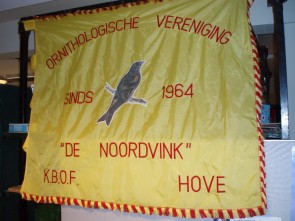 ORNITHOLOGISCHE VERENIGING
SINDS 1964
"DE NOORDVINK"
K.B.O.F. HOVE